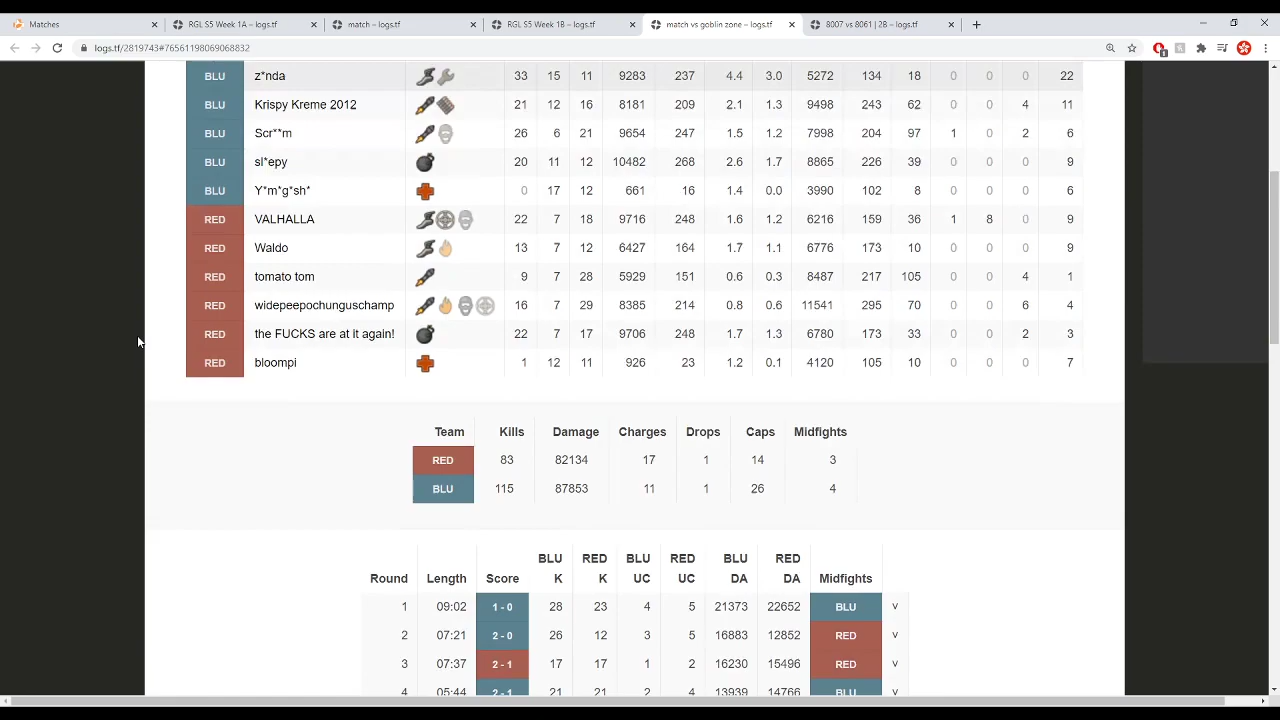 Matches
RGL S5 Week 1A – logs.tf
match – logs.tf
RGL S5 Week 1B – logs.tf
match vs goblin zone – logs.tf
8007 vs 8061 | 2B – logs.tf
logs.tf/2819743#76561198069068832
BLU z*nda 33 15 11 9283 237 4.4 3.0 5272 134 18 0 0 0 22
BLU Krispy Kreme 2012 21 12 16 8181 209 2.1 1.3 9498 243 62 0 0 4 11
BLU Scr**m 26 6 21 9654 247 1.5 1.2 7998 204 97 1 0 2 6
BLU sl*epy 20 11 12 10482 268 2.6 1.7 8865 226 39 0 0 0 9
BLU Y*m*g*sh* 0 17 12 661 16 1.4 0.0 3990 102 8 0 0 0 6
RED VALHALLA 22 7 18 9716 248 1.6 1.2 6216 159 36 1 8 0 9
RED Waldo 13 7 12 6427 164 1.7 1.1 6776 173 10 0 0 0 9
RED tomato tom 9 7 28 5929 151 0.6 0.3 8487 217 105 0 0 4 1
RED widepeepochunguschamp 16 7 29 8385 214 0.8 0.6 11541 295 70 0 0 6 4
RED the FUCKS are at it again! 22 7 17 9706 248 1.7 1.3 6780 173 33 0 0 2 3
RED bloompi 1 12 11 926 23 1.2 0.1 4120 105 10 0 0 0 7
Team Kills Damage Charges Drops Caps Midfights
RED 83 82134 17 1 14 3
BLU 115 87853 11 1 26 4
BLU RED BLU RED BLU RED
Round Length Score K K UC UC DA DA Midfights
1 09:02 1 - 0 28 23 4 5 21373 22652 BLU v
2 07:21 2 - 0 26 12 3 5 16883 12852 RED v
3 07:37 2 - 1 17 17 1 2 16230 15496 RED v
4 05:44 2 - 1 21 21 2 4 13939 14766 BLU v